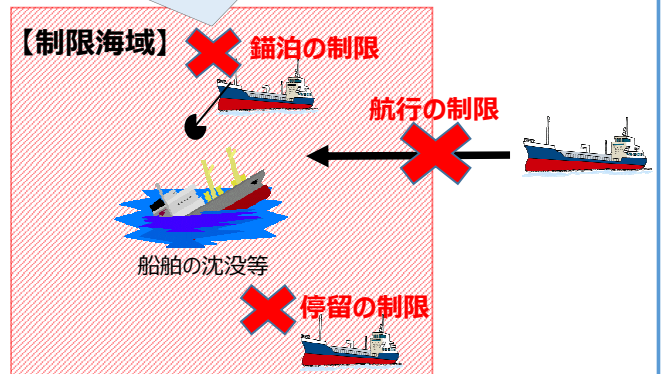 【制限海域】
錨泊の制限
航行の制限
船舶の沈没等
停留の制限